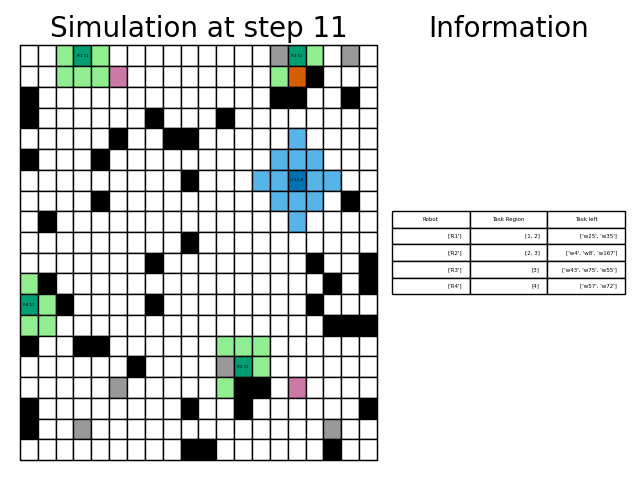 Simulation at step 11
Information
Robot Task Region Task left
['R1'] [1, 2] ['w25', 'w35']
['R2'] [2, 3] ['w4', 'w8', 'w167']
['R3'] [3] ['w43', 'w75', 'w55']
['R4'] [4] ['w57', 'w72']